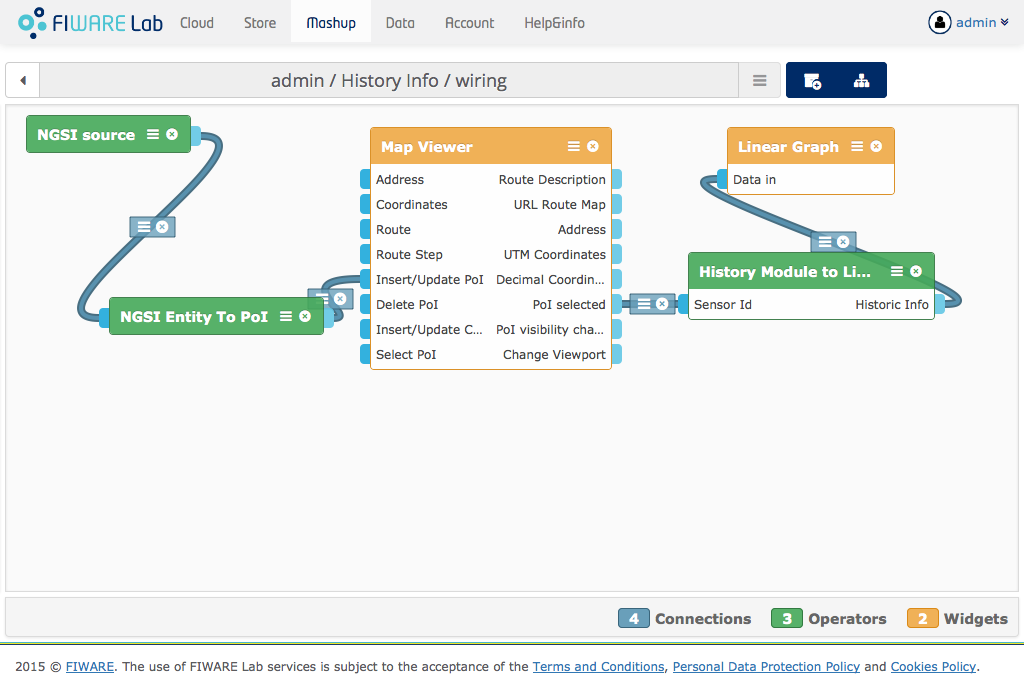 FIWARE Lab Cloud Store Mashup Data Account Help&info admin
admin / History Info / wiring
NGSI source
Map Viewer
Linear Graph
Address Route Description
Data in
Coordinates URL Route Map
Route Address
Route Step UTM Coordinates
Insert/Update PoI Decimal Coordin...
History Module to Li...
Delete PoI PoI selected
Sensor Id Historic Info
NGSI Entity To PoI
Insert/Update C... PoI visibility cha...
Select PoI Change Viewport
4 Connections 3 Operators 2 Widgets
2015 © FIWARE. The use of FIWARE Lab services is subject to the acceptance of the Terms and Conditions, Personal Data Protection Policy and Cookies Policy.